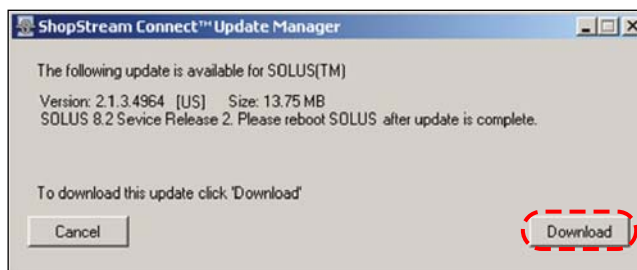 ShopStream Connect™ Update Manager
The following update is available for SOLUS(TM)
Version: 2.1.3.4964 [US] Size: 13.75 MB
SOLUS 8.2 Sevice Release 2. Please reboot SOLUS after update is complete.
To download this update click 'Download'
Cancel Download